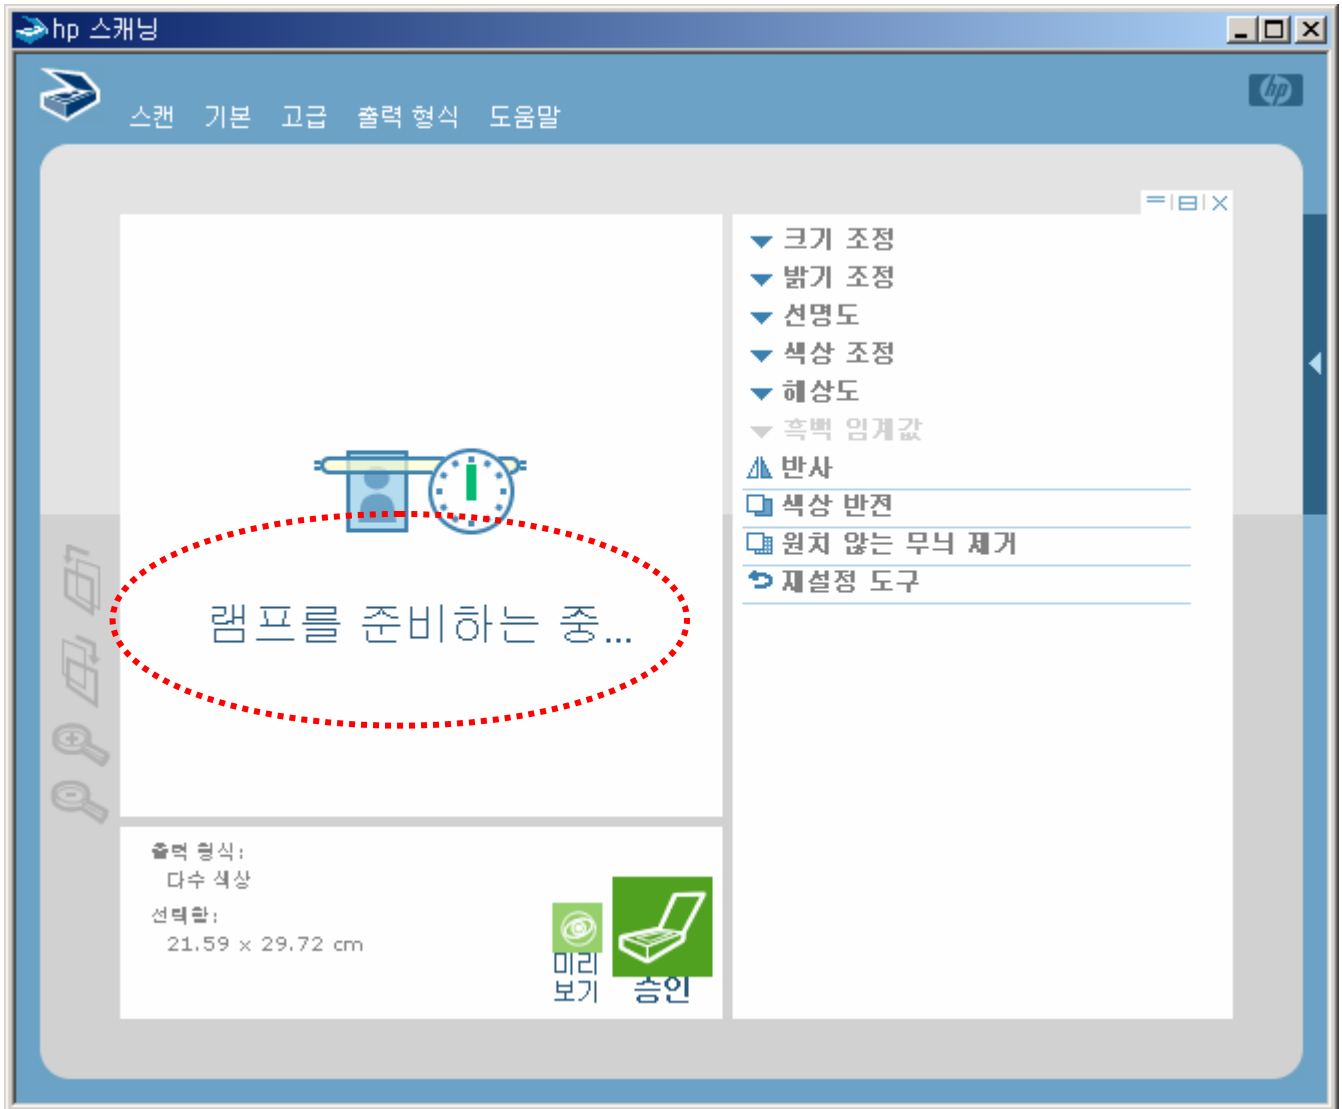 hp 스캐닝
hp
스캔 기본 고급 출력 형식 도움말
크기 조정
밝기 조정
선명도
색상 조정
해상도
흑백 임계값
반사
색상 반전
원치 않는 무늬 제거
재설정 도구
램프를 준비하는 중...
출력 형식:
다수 색상
선택함:
21.59 x 29.72 cm
미리
보기
승인